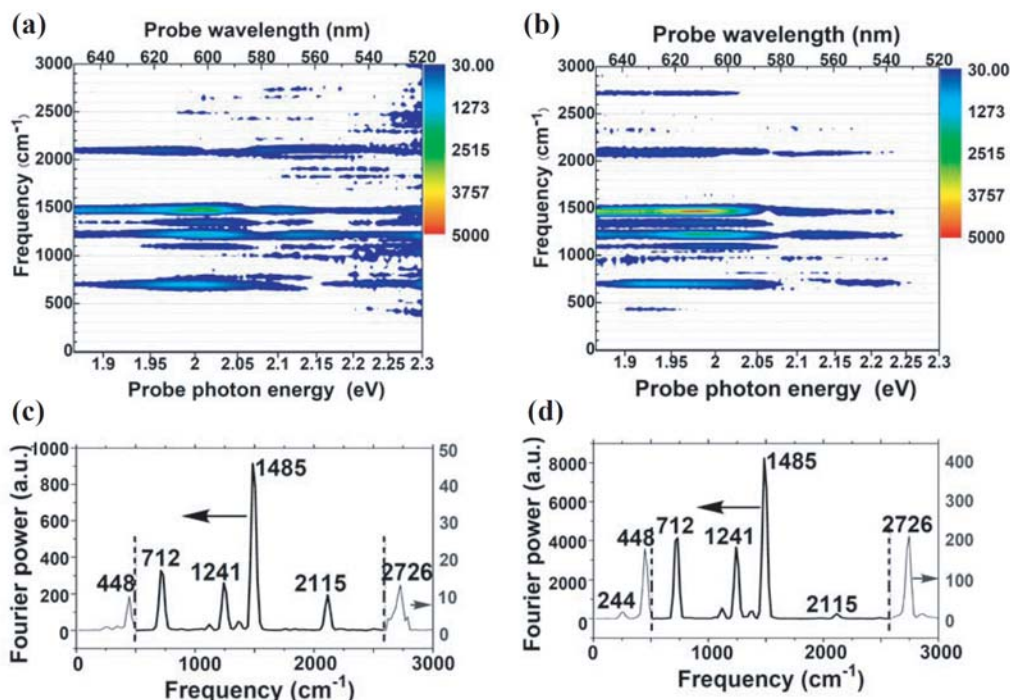 (a)
Probe wavelength (nm)
640 620 600 580 560 540 520
3000
2500
2000
1500
1000
500
0
Frequency (cm-1)
30.00
1273
2515
3757
5000
1.9 1.95 2 2.05 2.1 2.15 2.2 2.25 2.3
Probe photon energy (eV)
(b)
Probe wavelength (nm)
640 620 600 580 560 540 520
3000
2500
2000
1500
1000
500
0
Frequency (cm-1)
30.00
1273
2515
3757
5000
1.9 1.95 2 2.05 2.1 2.15 2.2 2.25 2.3
Probe photon energy (eV)
(c)
1000
800
600
400
200
0
Fourier power (a.u.)
448 712 1241 1485 2115 2726
50
40
30
20
10
0
0 1000 2000 3000
Frequency (cm-1)
(d)
8000
6000
4000
2000
0
Fourier power (a.u.)
244 448 712 1241 1485 2115 2726
400
300
200
100
0
0 1000 2000 3000
Frequency (cm-1)